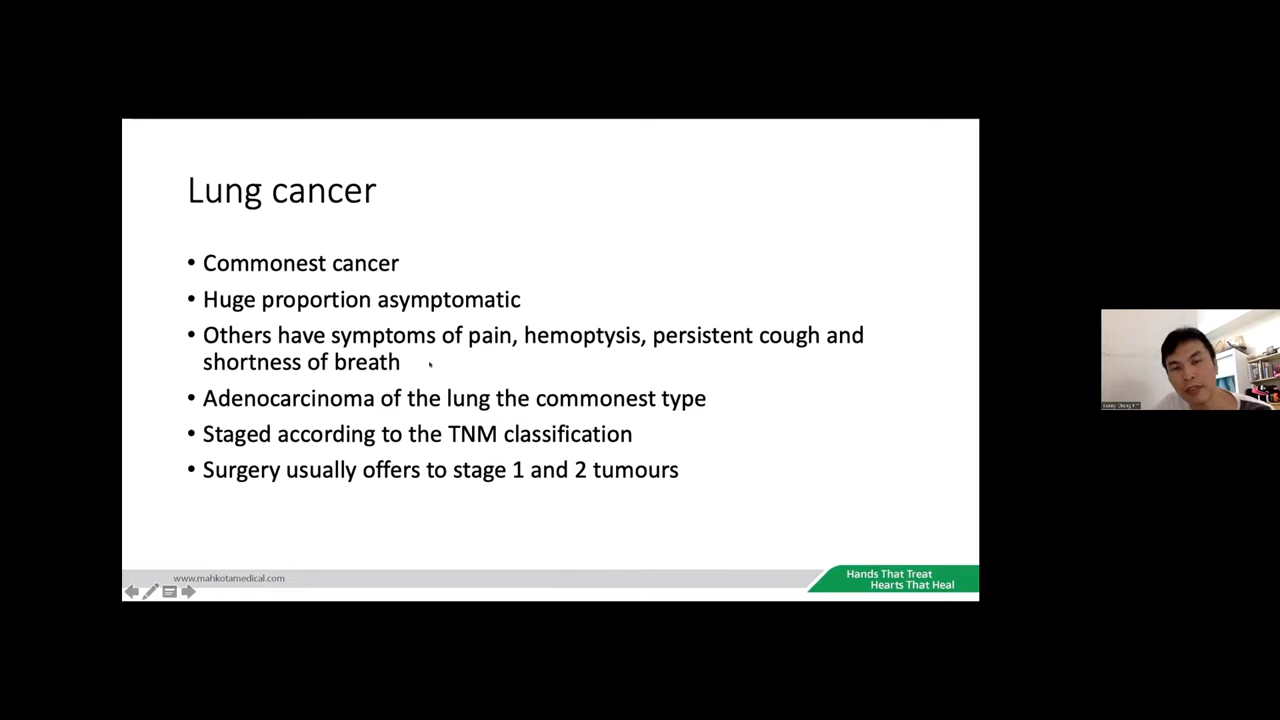 Lung cancer
• Commonest cancer
• Huge proportion asymptomatic
• Others have symptoms of pain, hemoptysis, persistent cough and
shortness of breath
• Adenocarcinoma of the lung the commonest type
• Staged according to the TNM classification
• Surgery usually offers to stage 1 and 2 tumours
www.mahkotamedical.com
Hands That Treat
Hearts That Heal